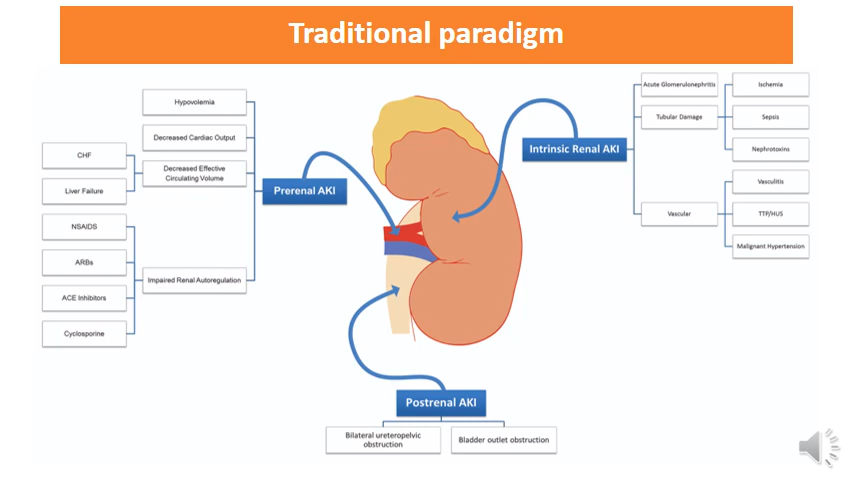 Traditional paradigm
Hypovolemia
Decreased Cardiac Output
CHF
Decreased Effective
Circulating Volume
Liver Failure
Prerenal AKI
NSAIDS
ARBs
Impaired Renal Autoregulation
ACE Inhibitors
Cyclosporine
Intrinsic Renal AKI
Acute Glomerulonephritis
Ischemia
Tubular Damage
Sepsis
Nephrotoxins
Vasculitis
Vascular
TTP/HUS
Malignant Hypertension
Postrenal AKI
Bilateral ureteropelvic
obstruction
Bladder outlet obstruction